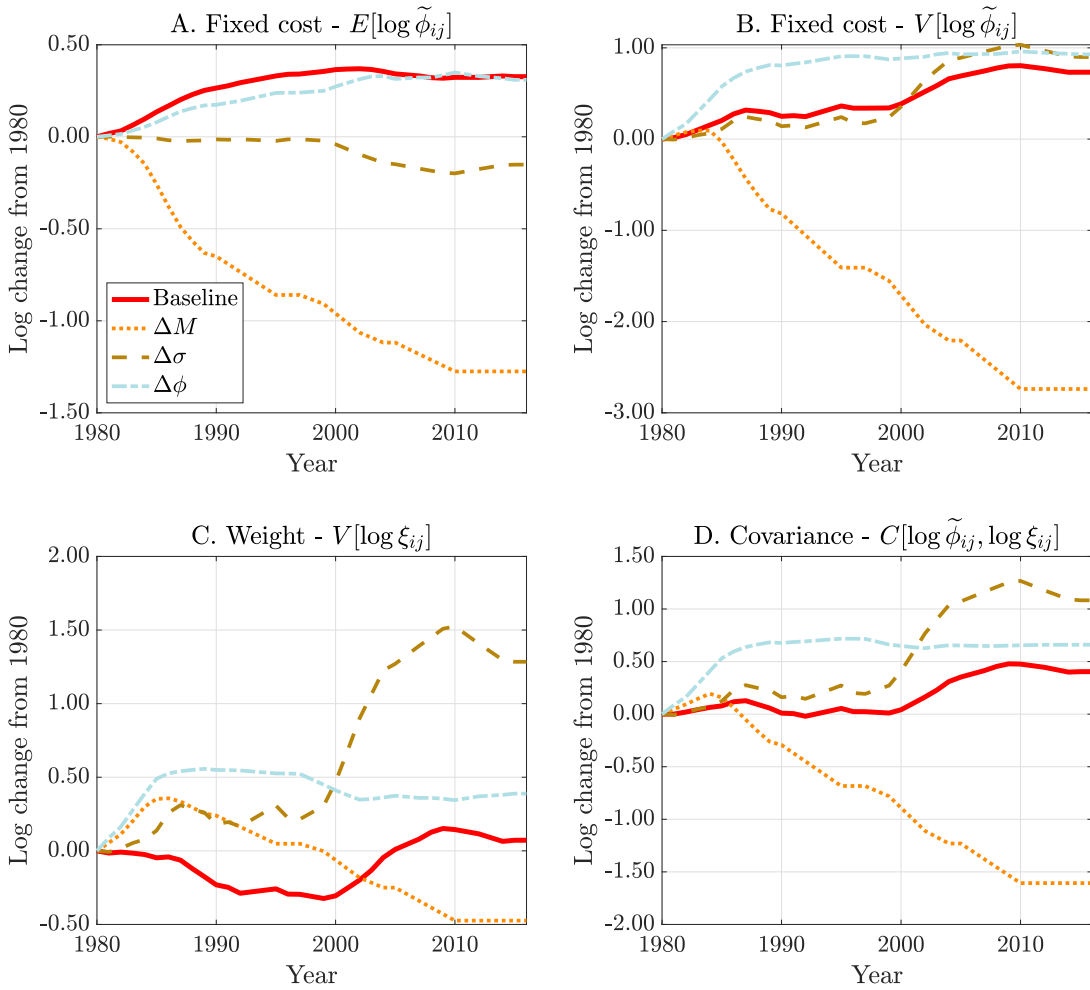 A. Fixed cost - E[log ϕ̃ij]
Log change from 1980
0.50
0.00
-0.50
-1.00
-1.50
Baseline
ΔM
Δσ
Δϕ
1980
1990
2000
2010
Year
B. Fixed cost - V[log ϕ̃ij]
Log change from 1980
1.00
0.00
-1.00
-2.00
-3.00
1980
1990
2000
2010
Year
C. Weight - V[log ξij]
Log change from 1980
2.00
1.50
1.00
0.50
0.00
-0.50
1980
1990
2000
2010
Year
D. Covariance - C[log ϕ̃ij, log ξij]
Log change from 1980
1.50
1.00
0.50
0.00
-0.50
-1.00
-1.50
-2.00
1980
1990
2000
2010
Year